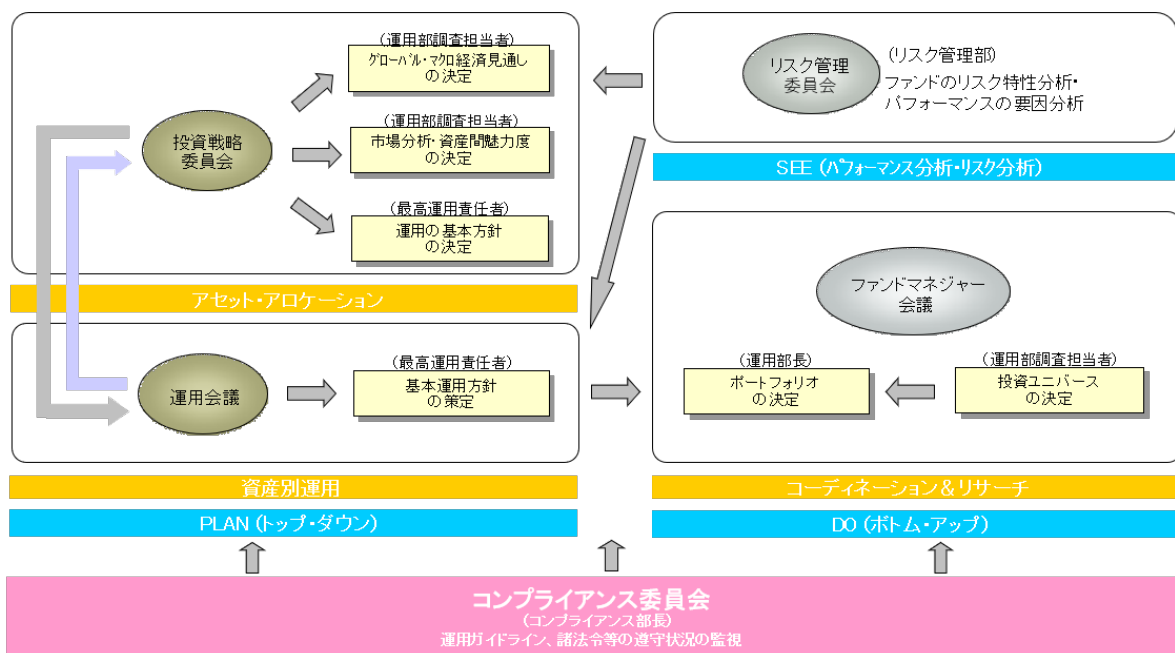 (運用部調査担当者)
グローバル・マクロ経済見通し
の決定
投資戦略
委員会
(運用部調査担当者)
市場分析・資産間魅力度
の決定
(最高運用責任者)
運用の基本方針
の決定
アセット・アロケーション
運用会議
(最高運用責任者)
基本運用方針
の策定
資産別運用
PLAN (トップ・ダウン)
リスク管理
委員会
(リスク管理部)
ファンドのリスク特性分析・
パフォーマンスの要因分析
SEE (パフォーマンス分析・リスク分析)
ファンドマネジャー
会議
(運用部長)
ポートフォリオ
の決定
(運用部調査担当者)
投資ユニバース
の決定
コーディネーション&リサーチ
DO (ボトム・アップ)
コンプライアンス委員会
(コンプライアンス部長)
運用ガイドライン、諸法令等の遵守状況の監視